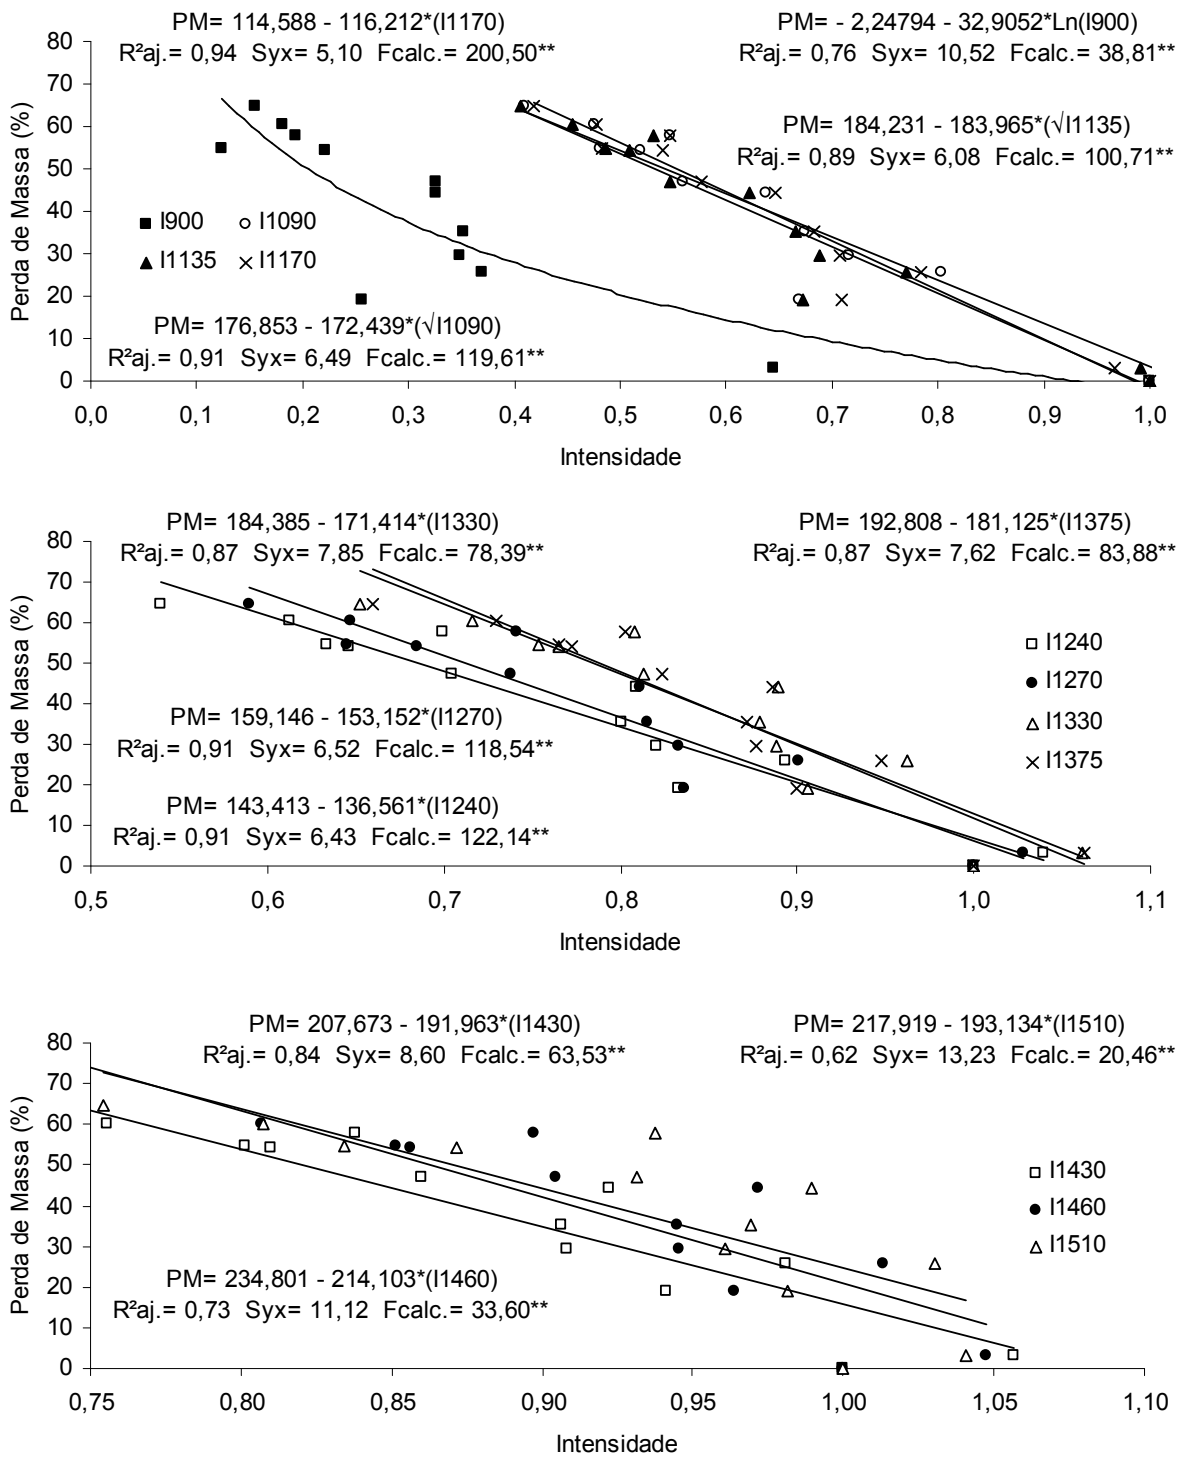 PM= 114,588 - 116,212*(I1170)
R²aj.= 0,94 Syx= 5,10 Fcalc.= 200,50**
PM= - 2,24794 - 32,9052*Ln(I900)
R²aj.= 0,76 Syx= 10,52 Fcalc.= 38,81**
PM= 184,231 - 183,965*(√I1135)
R²aj.= 0,89 Syx= 6,08 Fcalc.= 100,71**
I900 I1090
I1135 I1170
PM= 176,853 - 172,439*(√I1090)
R²aj.= 0,91 Syx= 6,49 Fcalc.= 119,61**
Perda de Massa (%)
80
70
60
50
40
30
20
10
0
0,0 0,1 0,2 0,3 0,4 0,5 0,6 0,7 0,8 0,9 1,0
Intensidade
PM= 184,385 - 171,414*(I1330)
R²aj.= 0,87 Syx= 7,85 Fcalc.= 78,39**
PM= 192,808 - 181,125*(I1375)
R²aj.= 0,87 Syx= 7,62 Fcalc.= 83,88**
I1240
I1270
I1330
I1375
PM= 159,146 - 153,152*(I1270)
R²aj.= 0,91 Syx= 6,52 Fcalc.= 118,54**
PM= 143,413 - 136,561*(I1240)
R²aj.= 0,91 Syx= 6,43 Fcalc.= 122,14**
Perda de Massa (%)
80
70
60
50
40
30
20
10
0
0,5 0,6 0,7 0,8 0,9 1,0 1,1
Intensidade
PM= 207,673 - 191,963*(I1430)
R²aj.= 0,84 Syx= 8,60 Fcalc.= 63,53**
PM= 217,919 - 193,134*(I1510)
R²aj.= 0,62 Syx= 13,23 Fcalc.= 20,46**
I1430
I1460
I1510
PM= 234,801 - 214,103*(I1460)
R²aj.= 0,73 Syx= 11,12 Fcalc.= 33,60**
Perda de Massa (%)
80
70
60
50
40
30
20
10
0
0,75 0,80 0,85 0,90 0,95 1,00 1,05 1,10
Intensidade